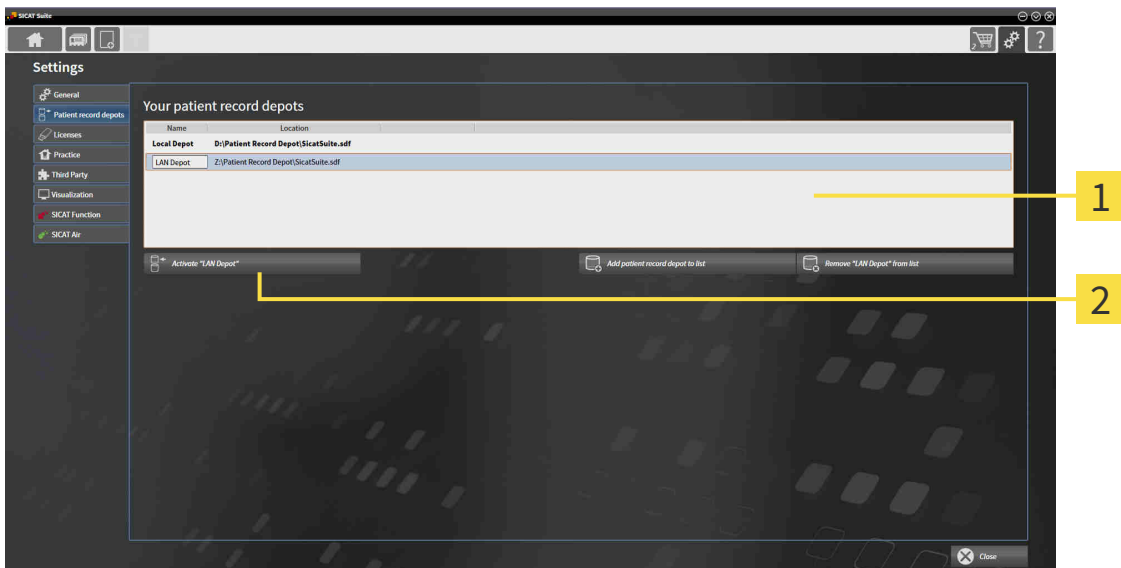 SICAT Suite
2
?
Settings
General
Patient record depots
Licenses
Practice
Third Party
Visualization
SICAT Function
SICAT Air
Your patient record depots
Name Location
Local Depot D:\Patient Record Depot\SicatSuite.sdf
LAN Depot Z:\Patient Record Depot\SicatSuite.sdf
1
Activate "LAN Depot" Add patient record depot to list Remove "LAN Depot" from list
2
Close